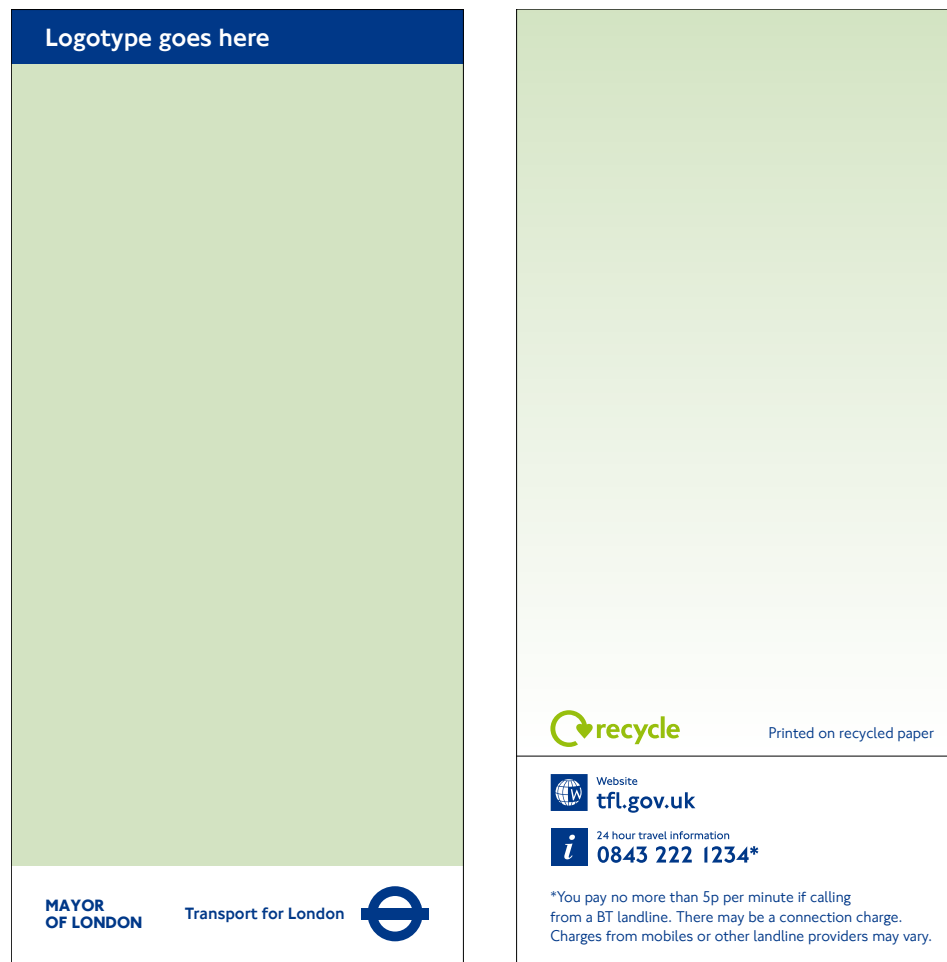 Logotype goes here
MAYOR
OF LONDON
Transport for London
recycle
Printed on recycled paper
W
Website
tfl.gov.uk
i
24 hour travel information
0843 222 1234*
*You pay no more than 5p per minute if calling
from a BT landline. There may be a connection charge.
Charges from mobiles or other landline providers may vary.